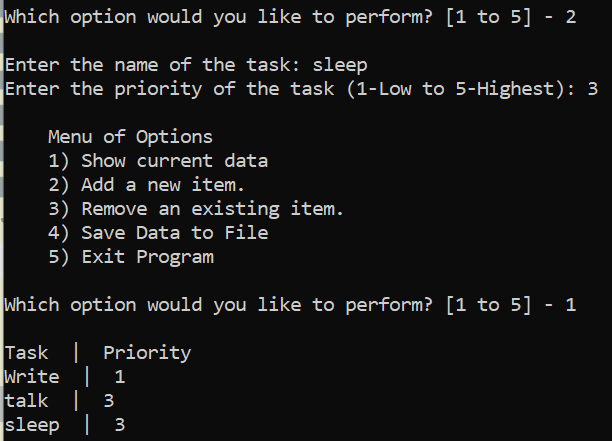 Which option would you like to perform? [1 to 5] - 2
Enter the name of the task: sleep
Enter the priority of the task (1-Low to 5-Highest): 3
Menu of Options
1) Show current data
2) Add a new item.
3) Remove an existing item.
4) Save Data to File
5) Exit Program
Which option would you like to perform? [1 to 5] - 1
Task | Priority
Write | 1
talk | 3
sleep | 3